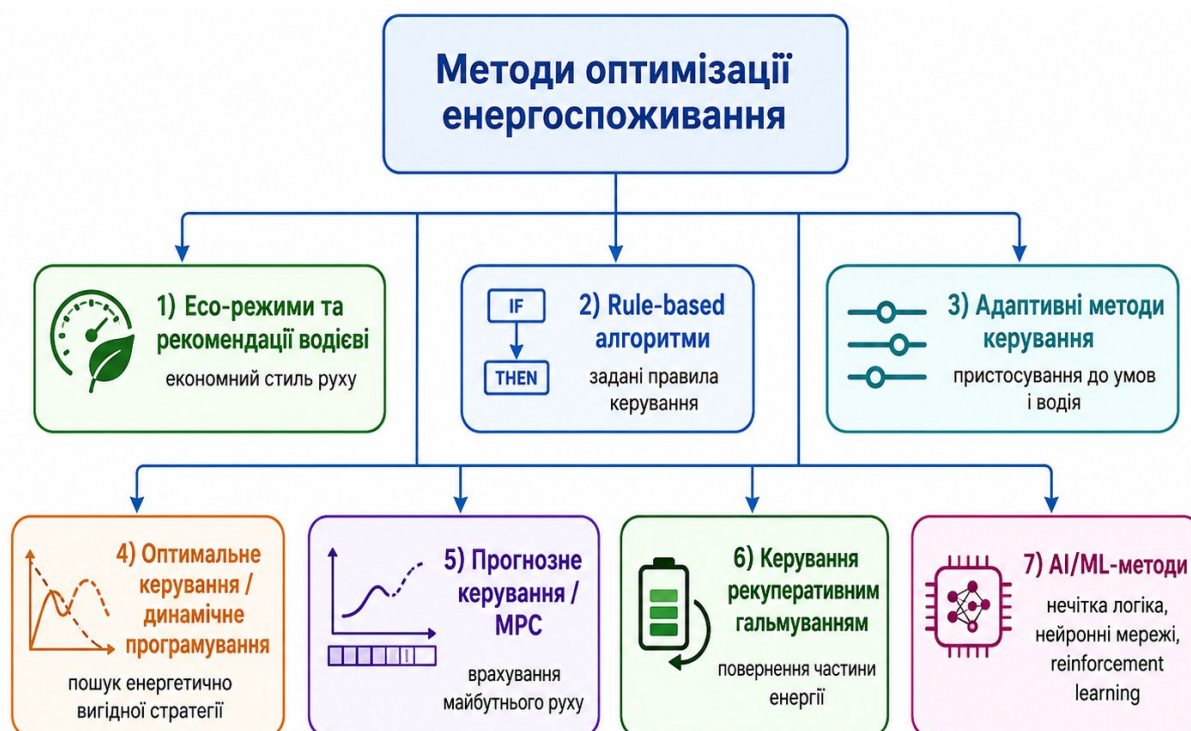 Методи оптимізації
енергоспоживання
1) Eco-режими та
рекомендації водієві
економний стиль руху
IF
THEN
2) Rule-based
алгоритми
задані правила
керування
3) Адаптивні методи
керування
пристосування до умов
і водія
4) Оптимальне
керування /
динамічне
програмування
пошук енергетично
вигідної стратегії
5) Прогнозне
керування /
MPC
врахування
майбутнього руху
6) Керування
рекуперативним
гальмуванням
повернення частини
енергії
7) AI/ML-методи
нечітка логіка,
нейронні мережі,
reinforcement
learning